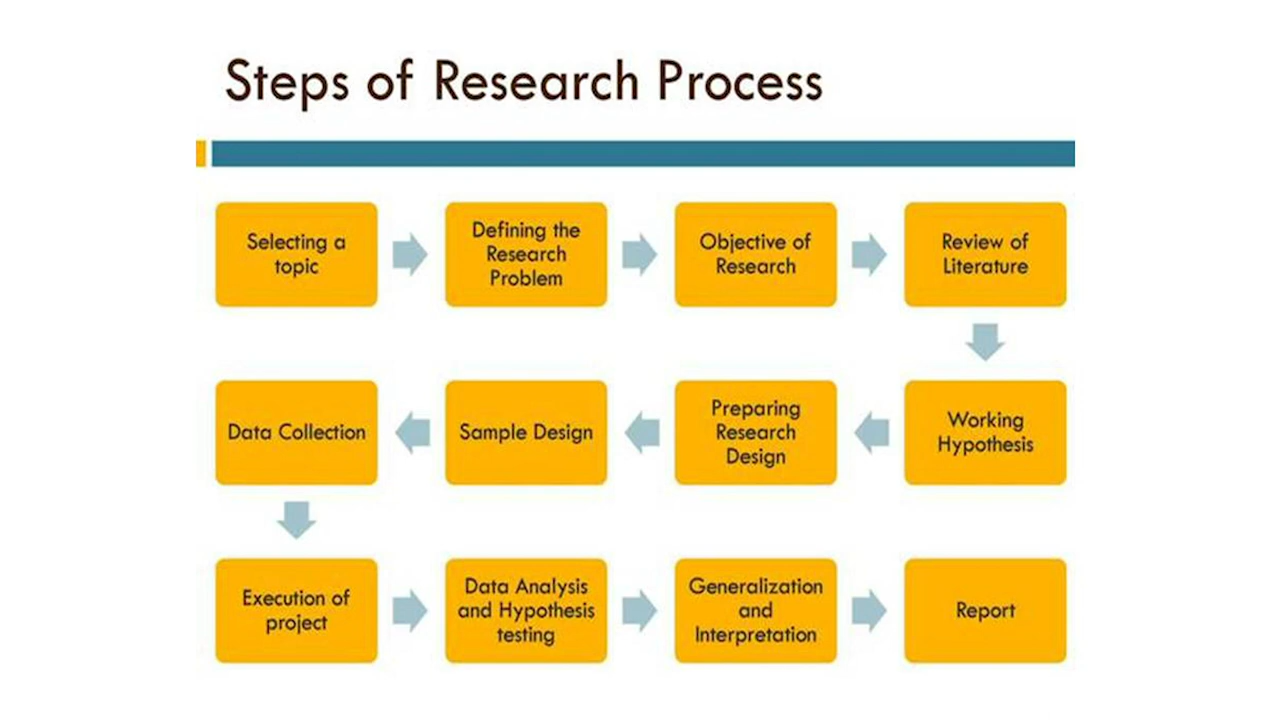 Steps of Research Process
Selecting a
topic
Defining the
Research
Problem
Objective of
Research
Review of
Literature
Working
Hypothesis
Preparing
Research
Design
Sample Design
Data Collection
Execution of
project
Data Analysis
and Hypothesis
testing
Generalization
and
Interpretation
Report